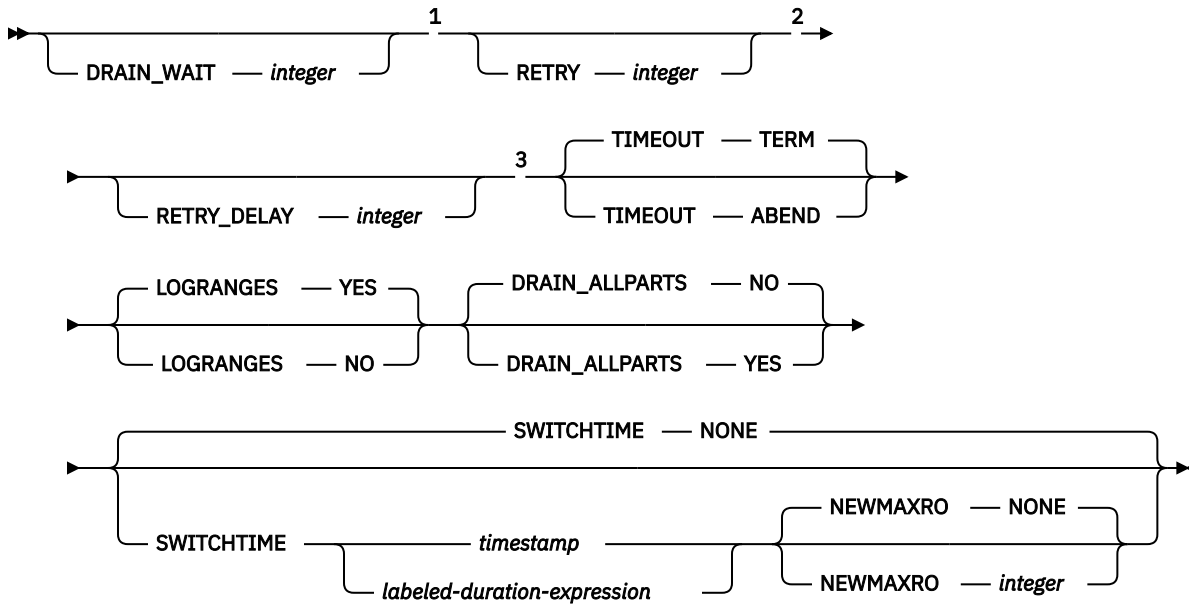 1 2
DRAIN_WAIT integer RETRY integer
TIMEOUT TERM
3
RETRY_DELAY integer TIMEOUT ABEND
LOGRANGES YES DRAIN_ALLPARTS NO
LOGRANGES NO DRAIN_ALLPARTS YES
SWITCHTIME NONE
NEWMAXRO NONE
SWITCHTIME timestamp
labeled-duration-expression NEWMAXRO integer